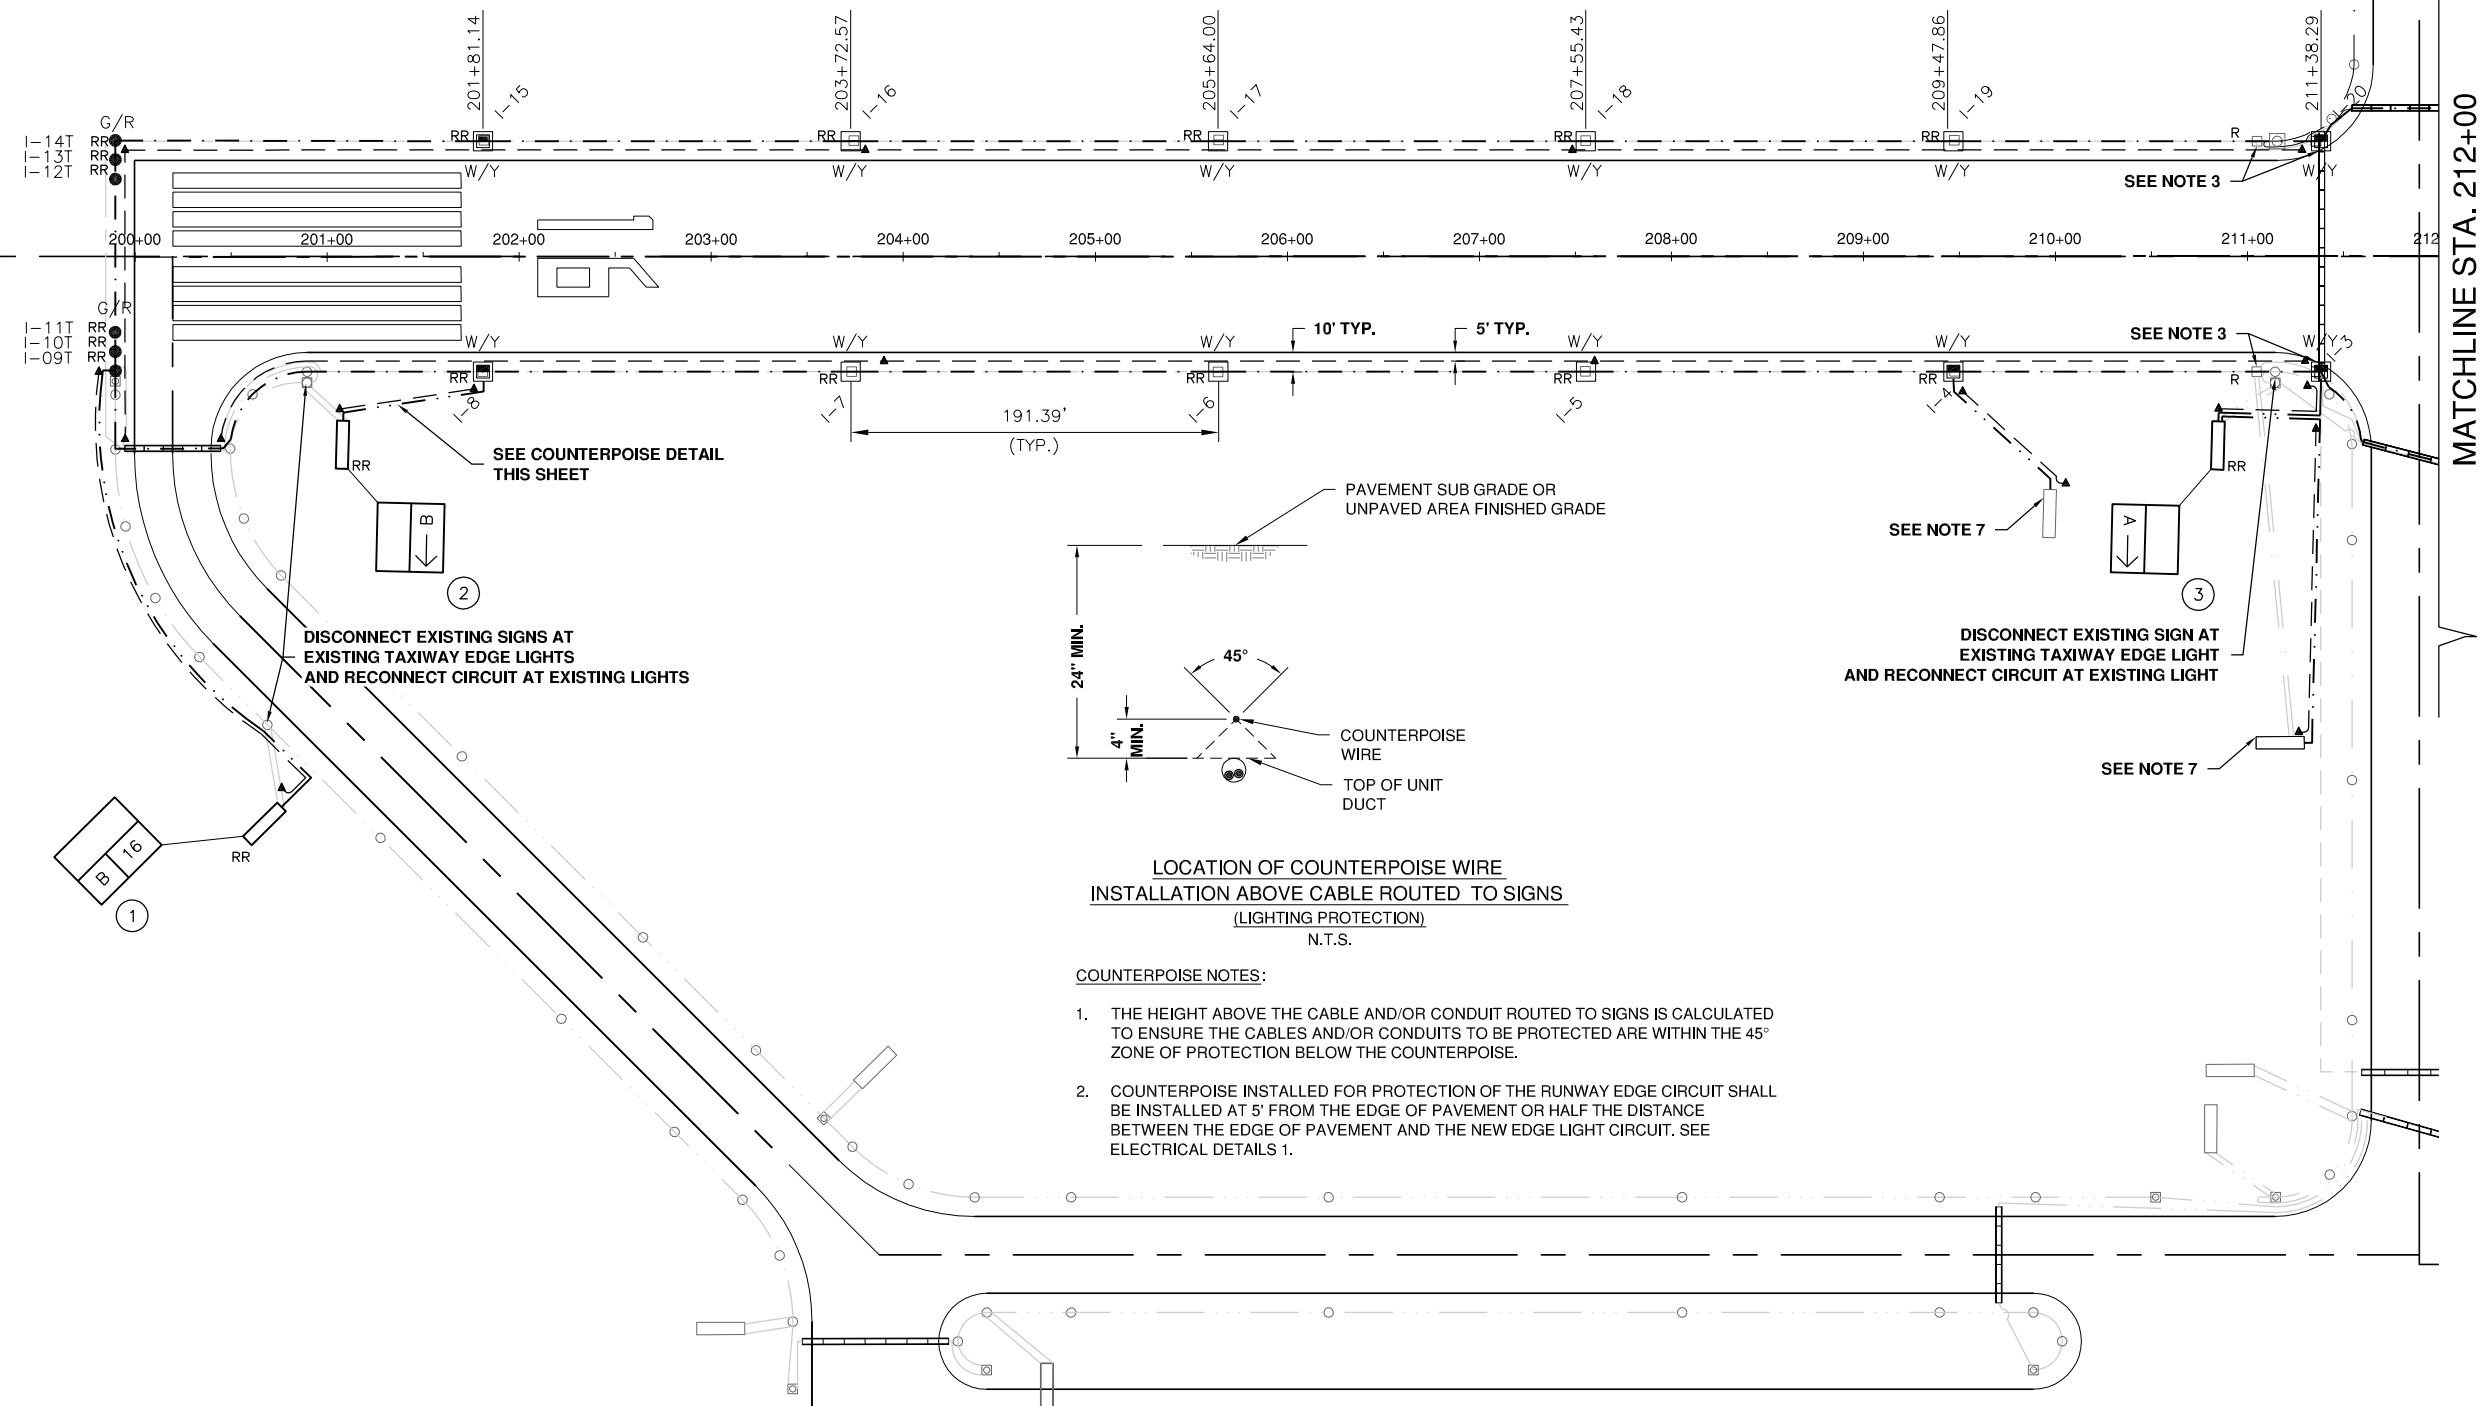 201+81.14
203+72.57
205+64.00
207+55.43
209+47.86
211+38.29
I-15
I-16
I-17
I-18
I-19
I-20
G/R
I-14T RR
I-13T RR
I-12T RR
RR
RR
RR
RR
RR
R
W/Y
W/Y
W/Y
W/Y
W/Y
W/Y
SEE NOTE 3
MATCHLINE STA. 212+00
200+00
201+00
202+00
203+00
204+00
205+00
206+00
207+00
208+00
209+00
210+00
211+00
212
G/R
I-11T RR
I-10T RR
I-09T RR
W/Y
W/Y
W/Y
W/Y
W/Y
W/Y
10' TYP.
5' TYP.
SEE NOTE 3
RR
RR
RR
RR
RR
R
I-8
I-7
I-6
I-5
I-4
I-3
191.39'
(TYP.)
SEE COUNTERPOISE DETAIL
THIS SHEET
RR
B
2
DISCONNECT EXISTING SIGNS AT
EXISTING TAXIWAY EDGE LIGHTS
AND RECONNECT CIRCUIT AT EXISTING LIGHTS
RR
B
16
1
PAVEMENT SUB GRADE OR
UNPAVED AREA FINISHED GRADE
24" MIN.
45°
4"
MIN.
COUNTERPOISE
WIRE
TOP OF UNIT
DUCT
SEE NOTE 7
RR
A
3
DISCONNECT EXISTING SIGN AT
EXISTING TAXIWAY EDGE LIGHT
AND RECONNECT CIRCUIT AT EXISTING LIGHT
SEE NOTE 7
LOCATION OF COUNTERPOISE WIRE
INSTALLATION ABOVE CABLE ROUTED TO SIGNS
(LIGHTING PROTECTION)
N.T.S.
COUNTERPOISE NOTES:
1. THE HEIGHT ABOVE THE CABLE AND/OR CONDUIT ROUTED TO SIGNS IS CALCULATED
TO ENSURE THE CABLES AND/OR CONDUITS TO BE PROTECTED ARE WITHIN THE 45°
ZONE OF PROTECTION BELOW THE COUNTERPOISE.
2. COUNTERPOISE INSTALLED FOR PROTECTION OF THE RUNWAY EDGE CIRCUIT SHALL
BE INSTALLED AT 5' FROM THE EDGE OF PAVEMENT OR HALF THE DISTANCE
BETWEEN THE EDGE OF PAVEMENT AND THE NEW EDGE LIGHT CIRCUIT. SEE
ELECTRICAL DETAILS 1.